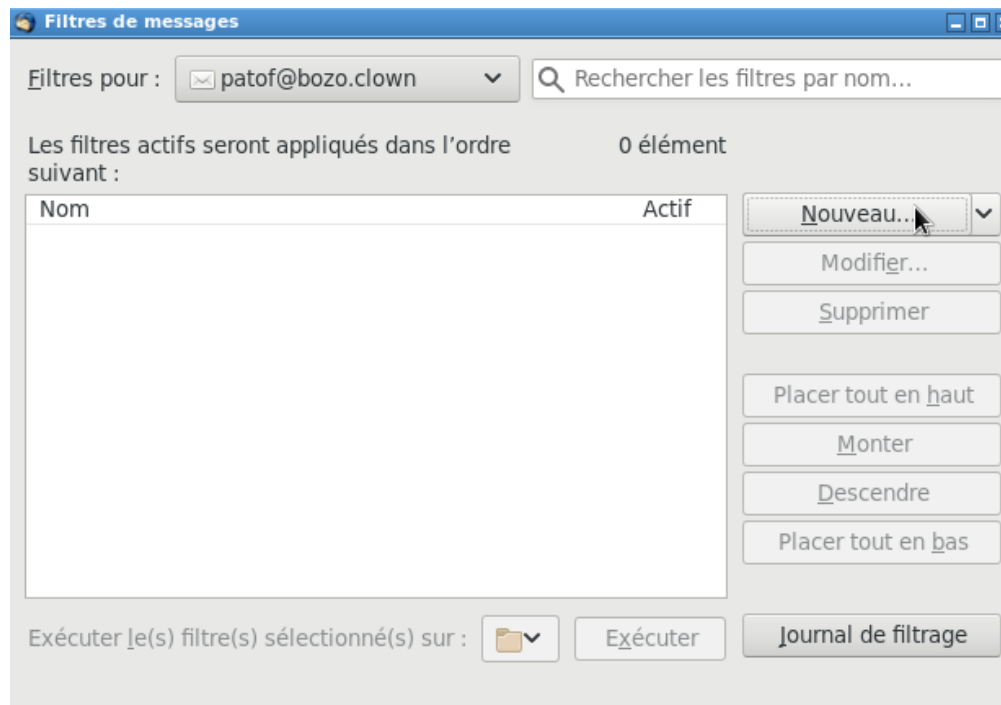 Filtres de messages
Filtres pour : patof@bozo.clown Rechercher les filtres par nom...
Les filtres actifs seront appliqués dans l’ordre
suivant :
0 élément
Nom Actif
Nouveau...
Modifier...
Supprimer
Placer tout en haut
Monter
Descendre
Placer tout en bas
Exécuter le(s) filtre(s) sélectionné(s) sur : Exécuter Journal de filtrage